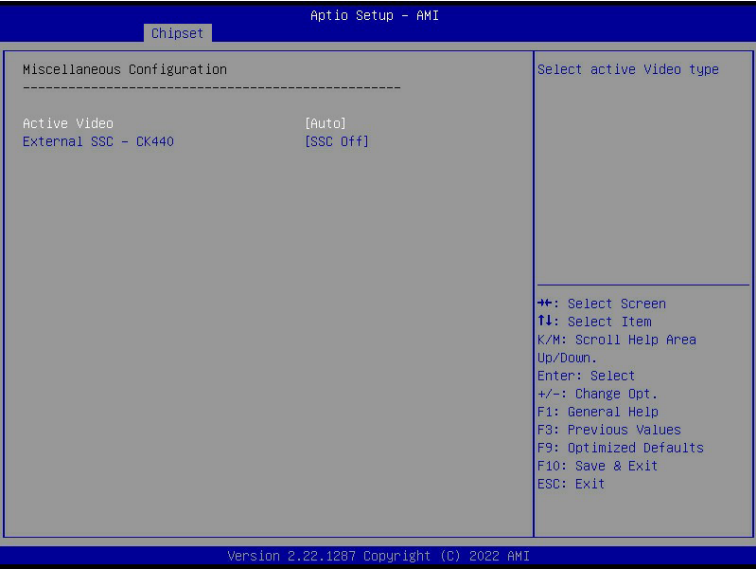 Aptio Setup – AMI
Chipset
Miscellaneous Configuration
--------------------------------------------------
Active Video [Auto]
External SSC – CK440 [SSC Off]
Select active Video type
→←: Select Screen
↑↓: Select Item
K/M: Scroll Help Area
Up/Down.
Enter: Select
+/-: Change Opt.
F1: General Help
F3: Previous Values
F9: Optimized Defaults
F10: Save & Exit
ESC: Exit
Version 2.22.1287 Copyright (C) 2022 AMI